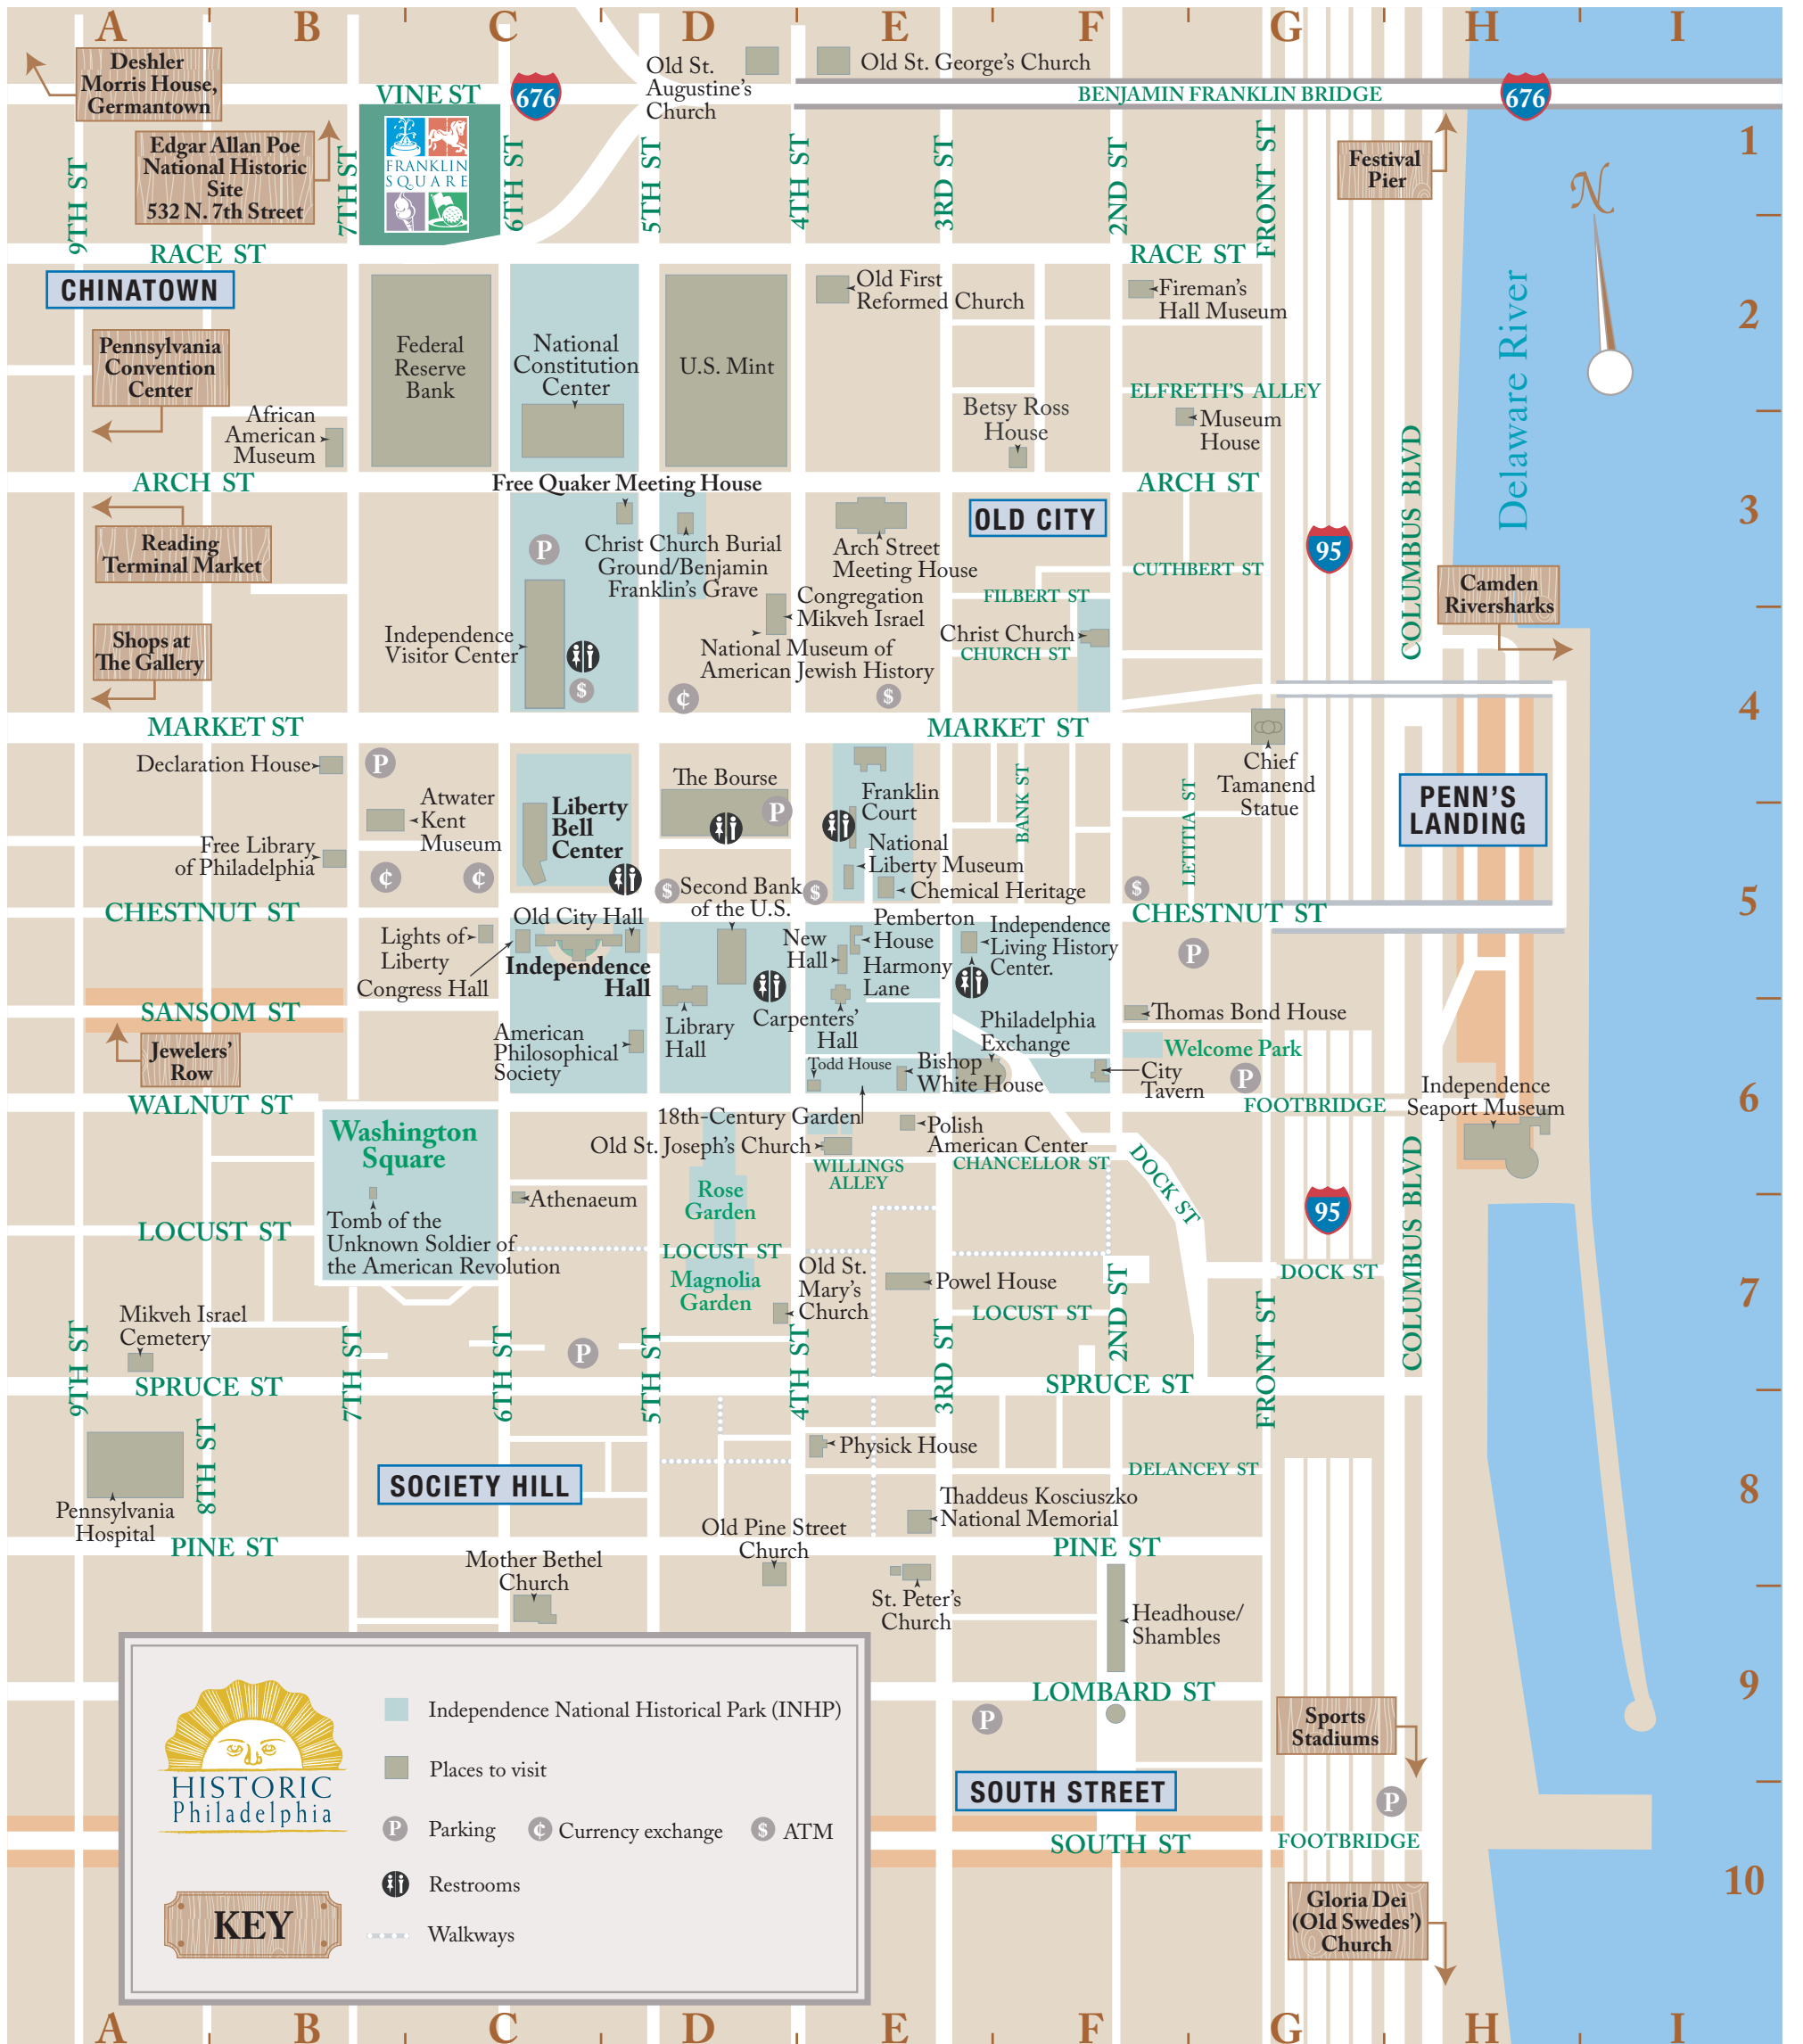 A B C D E F G H I
Deshler
Morris House,
Germantown
Old St.
Augustine's
Church
Old St. George's Church
VINE ST
676
BENJAMIN FRANKLIN BRIDGE
676
Edgar Allan Poe
National Historic
Site
532 N. 7th Street
FRANKLIN
SQUARE
Festival
Pier
1
N
9TH ST
7TH ST
6TH ST
5TH ST
4TH ST
3RD ST
2ND ST
FRONT ST
RACE ST
RACE ST
CHINATOWN
Old First
Reformed Church
Fireman's
Hall Museum
2
Delaware River
Pennsylvania
Convention
Center
Federal
Reserve
Bank
National
Constitution
Center
U.S. Mint
ELFRETH'S ALLEY
Museum
House
Betsy Ross
House
African
American
Museum
ARCH ST
Free Quaker Meeting House
ARCH ST
COLUMBUS BLVD
3
OLD CITY
95
Reading
Terminal Market
P
Christ Church Burial
Ground/Benjamin
Franklin's Grave
Arch Street
Meeting House
CUTHBERT ST
FILBERT ST
Camden
Riversharks
Congregation
Mikveh Israel
Shops at
The Gallery
Independence
Visitor Center
National Museum of
American Jewish History
Christ Church
CHURCH ST
$
¢
$
4
MARKET ST
MARKET ST
Declaration House
P
Chief
Tamanend
Statue
Atwater
Kent
Museum
Liberty
Bell
Center
The Bourse
P
Franklin
Court
BANK ST
LETITIA ST
PENN'S
LANDING
Free Library
of Philadelphia
National
Liberty Museum
¢
¢
$
Second Bank
of the U.S.
$
Chemical Heritage
$
5
CHESTNUT ST
CHESTNUT ST
Old City Hall
Lights of
Liberty
Congress Hall
Independence
Hall
New
Hall
Pemberton
House
Harmony
Lane
Independence
Living History
Center.
P
SANSOM ST
Library
Hall
Carpenters'
Hall
Philadelphia
Exchange
Thomas Bond House
American
Philosophical
Society
Jewelers'
Row
Welcome Park
Todd House
Bishop
White House
City
Tavern
P
Independence
Seaport Museum
6
WALNUT ST
FOOTBRIDGE
18th-Century Garden
Washington
Square
Old St. Joseph's Church
Polish
American Center
WILLINGS
ALLEY
CHANCELLOR ST
DOCK ST
COLUMBUS BLVD
Rose
Garden
Athenaeum
95
Tomb of the
Unknown Soldier of
the American Revolution
LOCUST ST
LOCUST ST
Magnolia
Garden
Old St.
Mary's
Church
Powel House
DOCK ST
7
LOCUST ST
Mikveh Israel
Cemetery
9TH ST
7TH ST
6TH ST
P
5TH ST
4TH ST
3RD ST
2ND ST
FRONT ST
SPRUCE ST
SPRUCE ST
8TH ST
Physick House
DELANCEY ST
SOCIETY HILL
8
Pennsylvania
Hospital
Thaddeus Kosciuszko
National Memorial
PINE ST
Old Pine Street
Church
PINE ST
Mother Bethel
Church
St. Peter's
Church
Headhouse/
Shambles
9
LOMBARD ST
P
Sports
Stadiums
SOUTH STREET
P
SOUTH ST
FOOTBRIDGE
10
Gloria Dei
(Old Swedes')
Church
HISTORIC
Philadelphia
KEY
Independence National Historical Park (INHP)
Places to visit
P Parking
¢ Currency exchange
$ ATM
Restrooms
Walkways
A B C D E F G H I